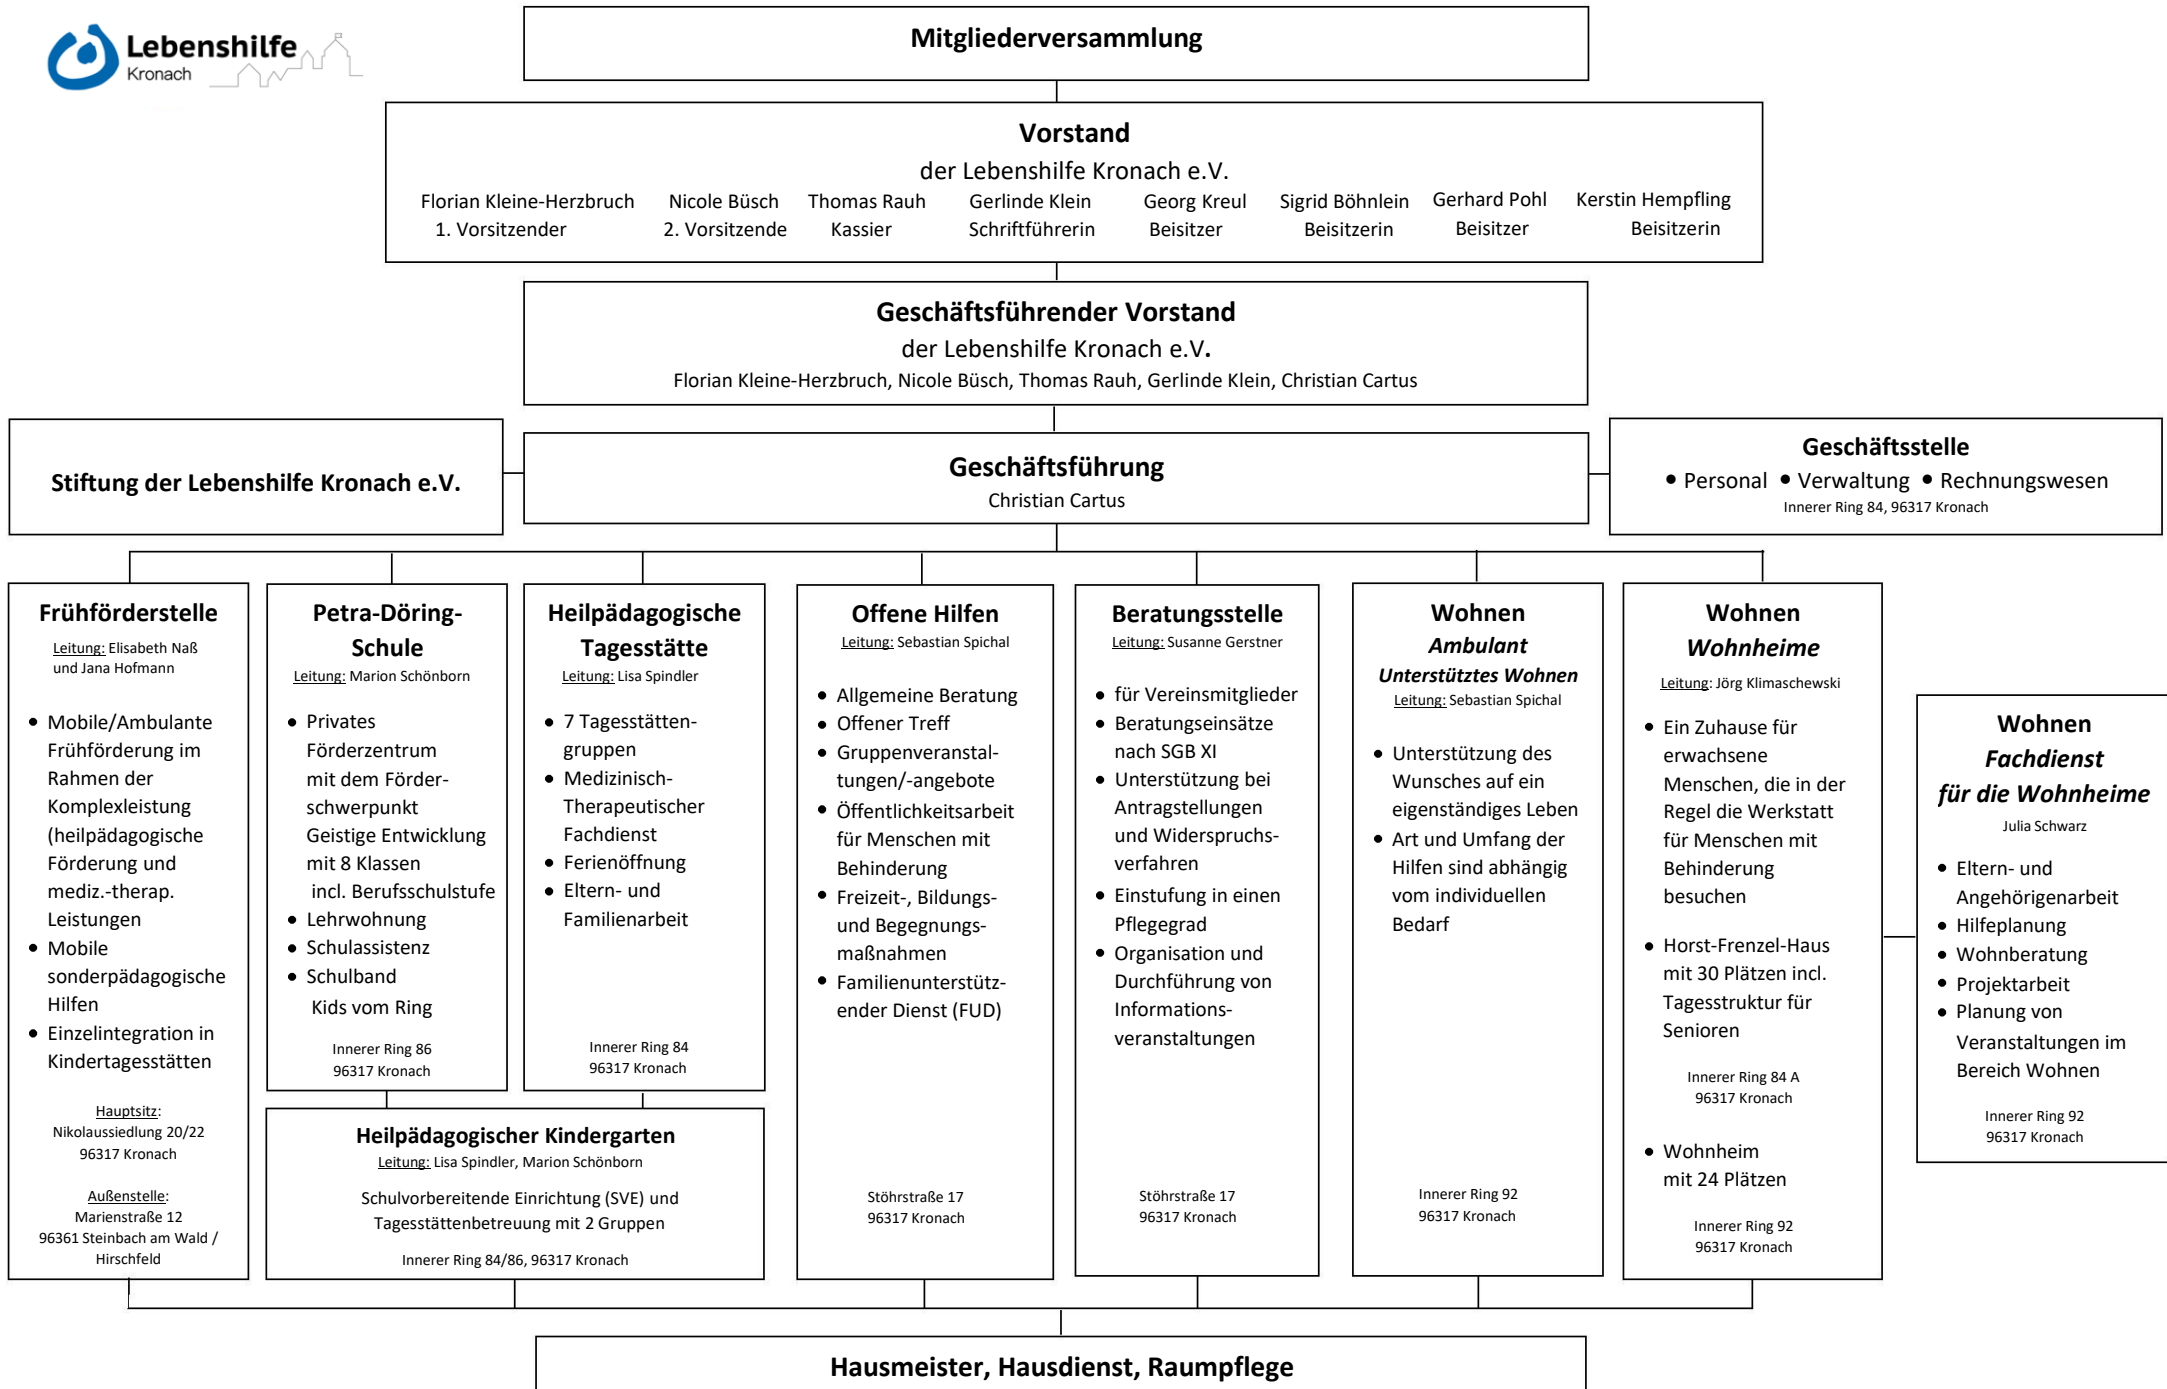 Lebenshilfe
Kronach
Mitgliederversammlung
Vorstand
der Lebenshilfe Kronach e.V.
Florian Kleine-Herzbruch Nicole Büsch Thomas Rauh Gerlinde Klein Georg Kreul Sigrid Böhnlein Gerhard Pohl Kerstin Hempfling
1. Vorsitzender 2. Vorsitzende Kassier Schriftführerin Beisitzer Beisitzerin Beisitzer Beisitzerin
Geschäftsführender Vorstand
der Lebenshilfe Kronach e.V.
Florian Kleine-Herzbruch, Nicole Büsch, Thomas Rauh, Gerlinde Klein, Christian Cartus
Stiftung der Lebenshilfe Kronach e.V.
Geschäftsführung
Christian Cartus
Geschäftsstelle
• Personal • Verwaltung • Rechnungswesen
Innerer Ring 84, 96317 Kronach
Frühförderstelle
Leitung: Elisabeth Naß
und Jana Hofmann
• Mobile/Ambulante
Frühförderung im
Rahmen der
Komplexleistung
(heilpädagogische
Förderung und
mediz.-therap.
Leistungen
• Mobile
sonderpädagogische
Hilfen
• Einzelintegration in
Kindertagesstätten
Hauptsitz:
Nikolaussiedlung 20/22
96317 Kronach
Außenstelle:
Marienstraße 12
96361 Steinbach am Wald /
Hirschfeld
Petra-Döring-
Schule
Leitung: Marion Schönborn
• Privates
Förderzentrum
mit dem Förder-
schwerpunkt
Geistige Entwicklung
mit 8 Klassen
incl. Berufsschulstufe
• Lehrwohnung
• Schulassistenz
• Schulband
Kids vom Ring
Innerer Ring 86
96317 Kronach
Heilpädagogische
Tagesstätte
Leitung: Lisa Spindler
• 7 Tagesstätten-
gruppen
• Medizinisch-
Therapeutischer
Fachdienst
• Ferienöffnung
• Eltern- und
Familienarbeit
Innerer Ring 84
96317 Kronach
Heilpädagogischer Kindergarten
Leitung: Lisa Spindler, Marion Schönborn
Schulvorbereitende Einrichtung (SVE) und
Tagesstättenbetreuung mit 2 Gruppen
Innerer Ring 84/86, 96317 Kronach
Offene Hilfen
Leitung: Sebastian Spichal
• Allgemeine Beratung
• Offener Treff
• Gruppenveranstal-
tungen/-angebote
• Öffentlichkeitsarbeit
für Menschen mit
Behinderung
• Freizeit-, Bildungs-
und Begegnungs-
maßnahmen
• Familienunterstütz-
ender Dienst (FUD)
Stöhrstraße 17
96317 Kronach
Beratungsstelle
Leitung: Susanne Gerstner
• für Vereinsmitglieder
• Beratungseinsätze
nach SGB XI
• Unterstützung bei
Antragstellungen
und Widerspruchs-
verfahren
• Einstufung in einen
Pflegegrad
• Organisation und
Durchführung von
Informations-
veranstaltungen
Stöhrstraße 17
96317 Kronach
Wohnen
Ambulant
Unterstütztes Wohnen
Leitung: Sebastian Spichal
• Unterstützung des
Wunsches auf ein
eigenständiges Leben
• Art und Umfang der
Hilfen sind abhängig
vom individuellen
Bedarf
Innerer Ring 92
96317 Kronach
Wohnen
Wohnheime
Leitung: Jörg Klimaschewski
• Ein Zuhause für
erwachsene
Menschen, die in der
Regel die Werkstatt
für Menschen mit
Behinderung
besuchen
• Horst-Frenzel-Haus
mit 30 Plätzen incl.
Tagesstruktur für
Senioren
Innerer Ring 84 A
96317 Kronach
• Wohnheim
mit 24 Plätzen
Innerer Ring 92
96317 Kronach
Wohnen
Fachdienst
für die Wohnheime
Julia Schwarz
• Eltern- und
Angehörigenarbeit
• Hilfeplanung
• Wohnberatung
• Projektarbeit
• Planung von
Veranstaltungen im
Bereich Wohnen
Innerer Ring 92
96317 Kronach
Hausmeister, Hausdienst, Raumpflege